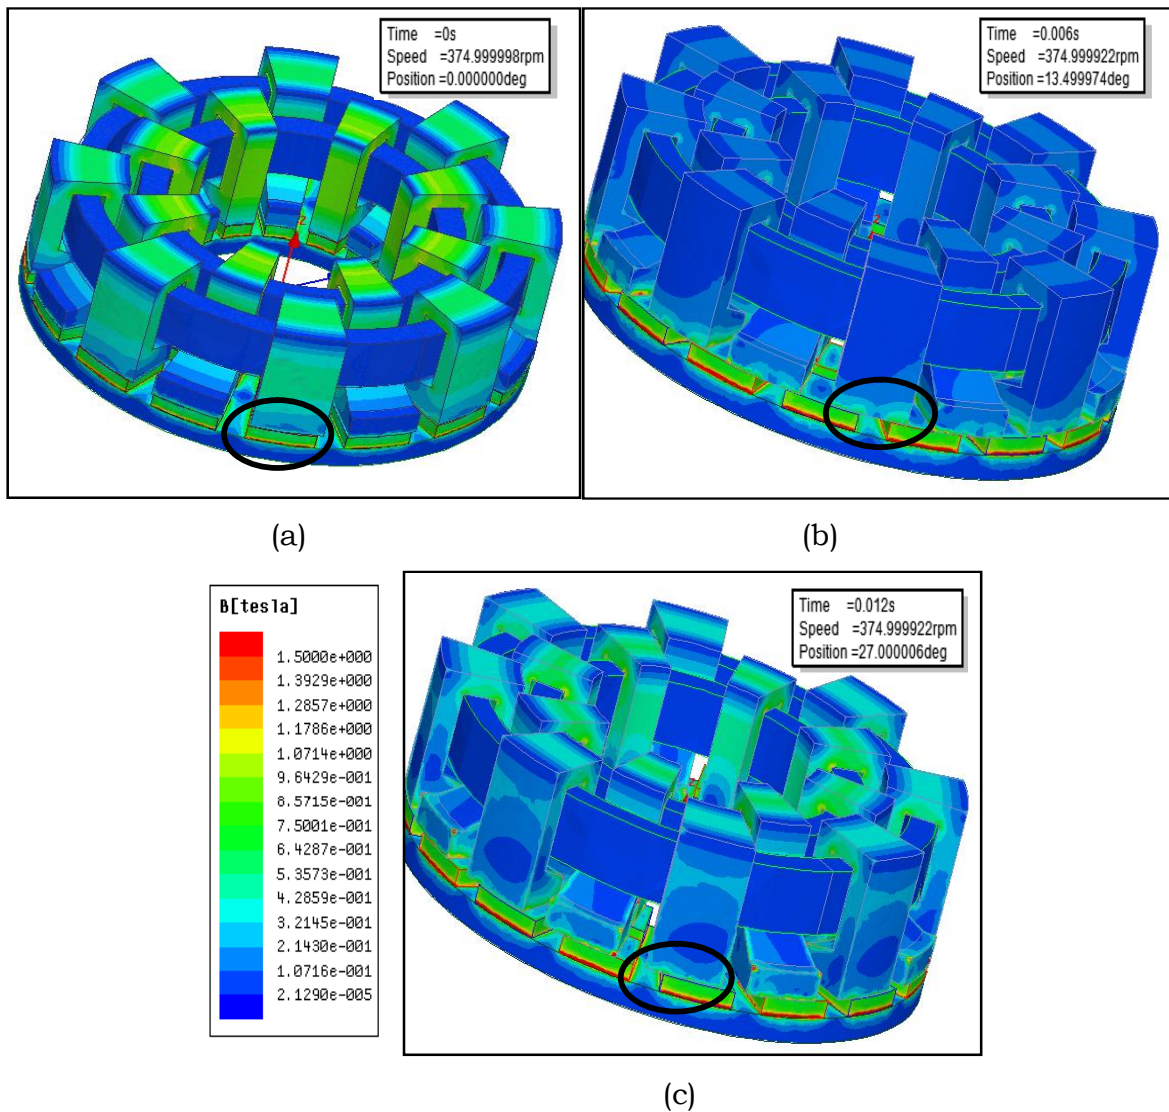 Time =0s
Speed =374.999998rpm
Position =0.000000deg
Z
(a)
Time =0.006s
Speed =374.999922rpm
Position =13.499974deg
(b)
B[tesla]
1.5000e+000
1.3929e+000
1.2857e+000
1.1786e+000
1.0714e+000
9.6429e-001
8.5715e-001
7.5001e-001
6.4287e-001
5.3573e-001
4.2859e-001
3.2145e-001
2.1430e-001
1.0716e-001
2.1290e-005
Time =0.012s
Speed =374.999922rpm
Position =27.000006deg
(c)